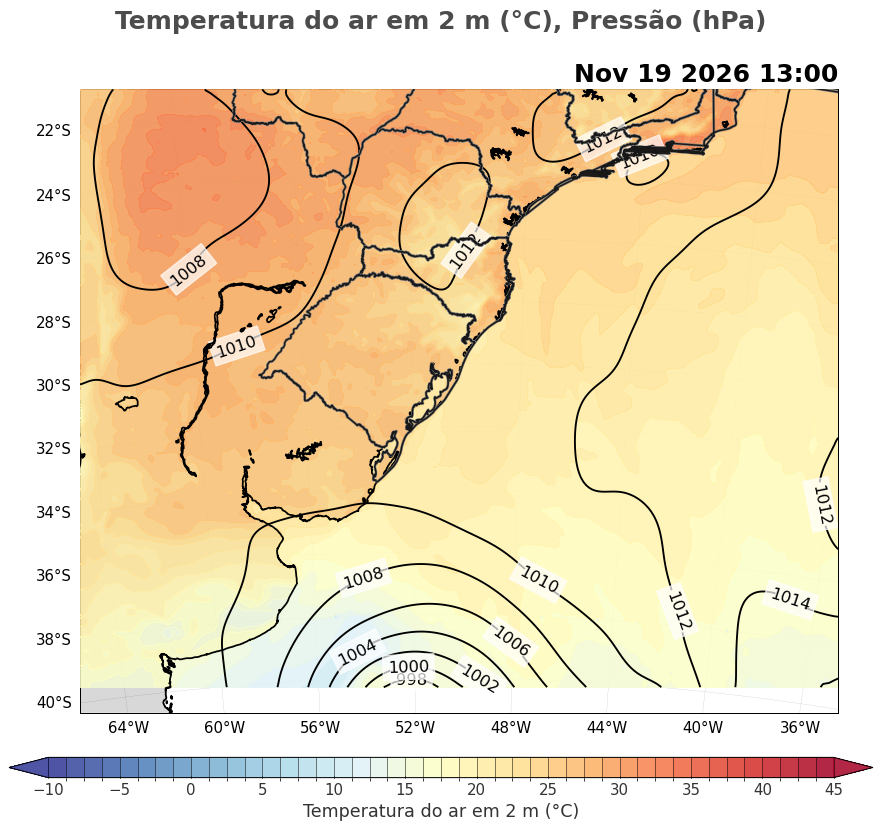 Temperatura do ar em 2 m (°C), Pressão (hPa)
Nov 19 2026 13:00
22°S
24°S
26°S
28°S
30°S
32°S
34°S
36°S
38°S
40°S
1012
1010
1012
1008
1010
1012
1008
1010
1014
1012
1006
1004
1000
1002
998
64°W 60°W 56°W 52°W 48°W 44°W 40°W 36°W
−10 −5 0 5 10 15 20 25 30 35 40 45
Temperatura do ar em 2 m (°C)